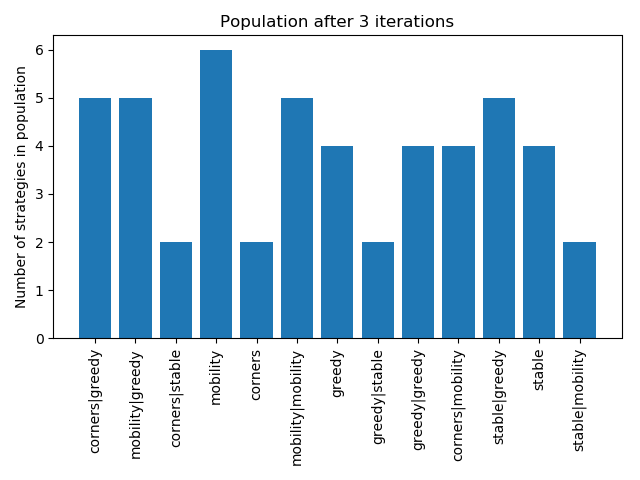 Population after 3 iterations
Number of strategies in population
6
5
4
3
2
1
0
corners|greedy
mobility|greedy
corners|stable
mobility
corners
mobility|mobility
greedy
greedy|stable
greedy|greedy
corners|mobility
stable|greedy
stable
stable|mobility